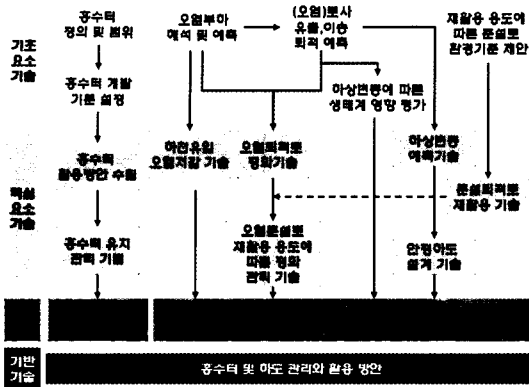 기초
요소
기술
홍수터
정의 및 범위
홍수터 개발
기준 설정
오염부하
해석 및 예측
(오염)토사
유출,이송
퇴적 예측
재활용 용도에
따른 준설토
환경기준 제안
하상변동에 따른
생태계 영향 평가
핵심
요소
기술
홍수터
활용방안 수립
홍수터 유지
관리 기법
하천유입
오염저감 기술
오염퇴적토
정화기술
하상변동
예측기술
준설퇴적토
재활용 기술
오염준설토
재활용 용도에
따른 정화
관리 기술
안정하도
설계 기술
기반
기술
홍수터 및 하도 관리와 활용 방안